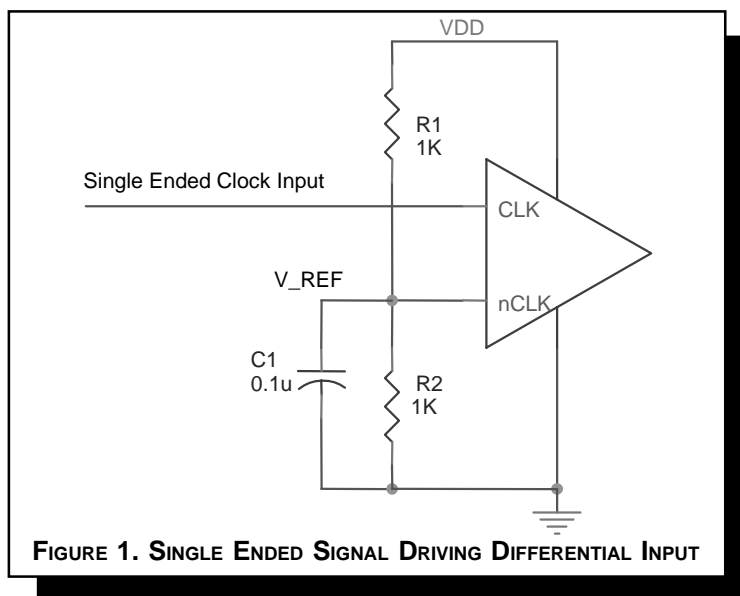 VDD
R1
1K
Single Ended Clock Input
CLK
V_REF
nCLK
C1
0.1u
R2
1K
FIGURE 1. SINGLE ENDED SIGNAL DRIVING DIFFERENTIAL INPUT